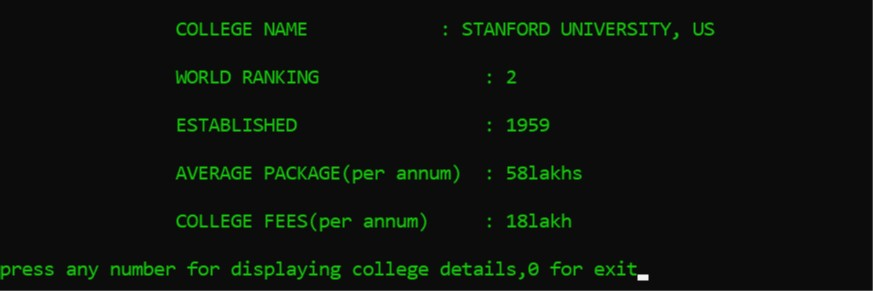 COLLEGE NAME : STANFORD UNIVERSITY, US
WORLD RANKING : 2
ESTABLISHED : 1959
AVERAGE PACKAGE(per annum) : 58lakhs
COLLEGE FEES(per annum) : 18lakh
press any number for displaying college details,0 for exit